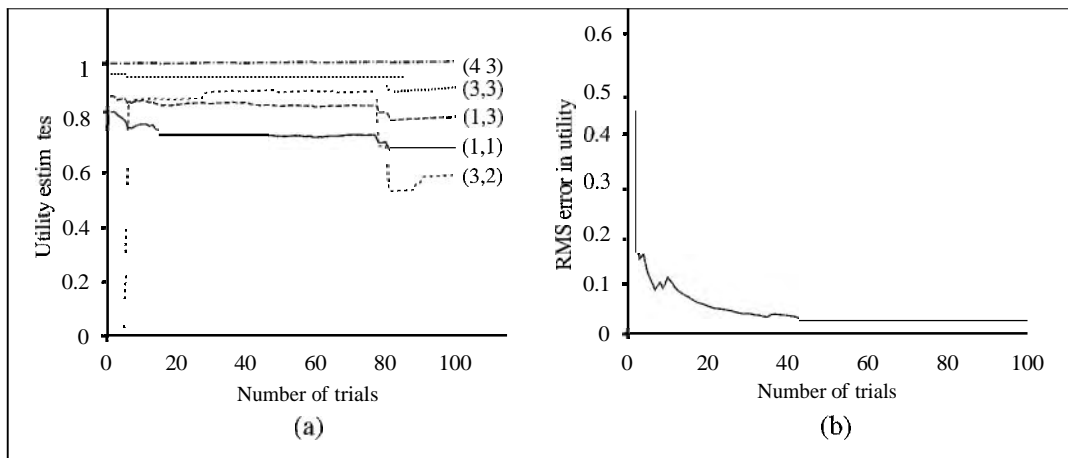 1
0.8
0.6
0.4
0.2
0
Utility estim tes
(4 3)
(3,3)
(1,3)
(1,1)
(3,2)
0 20 40 60 80 100
Number of trials
(a)
0.6
0.5
0.4
0.3
0.2
0.1
0
RMS error in utility
0 20 40 60 80 100
Number of trials
(b)